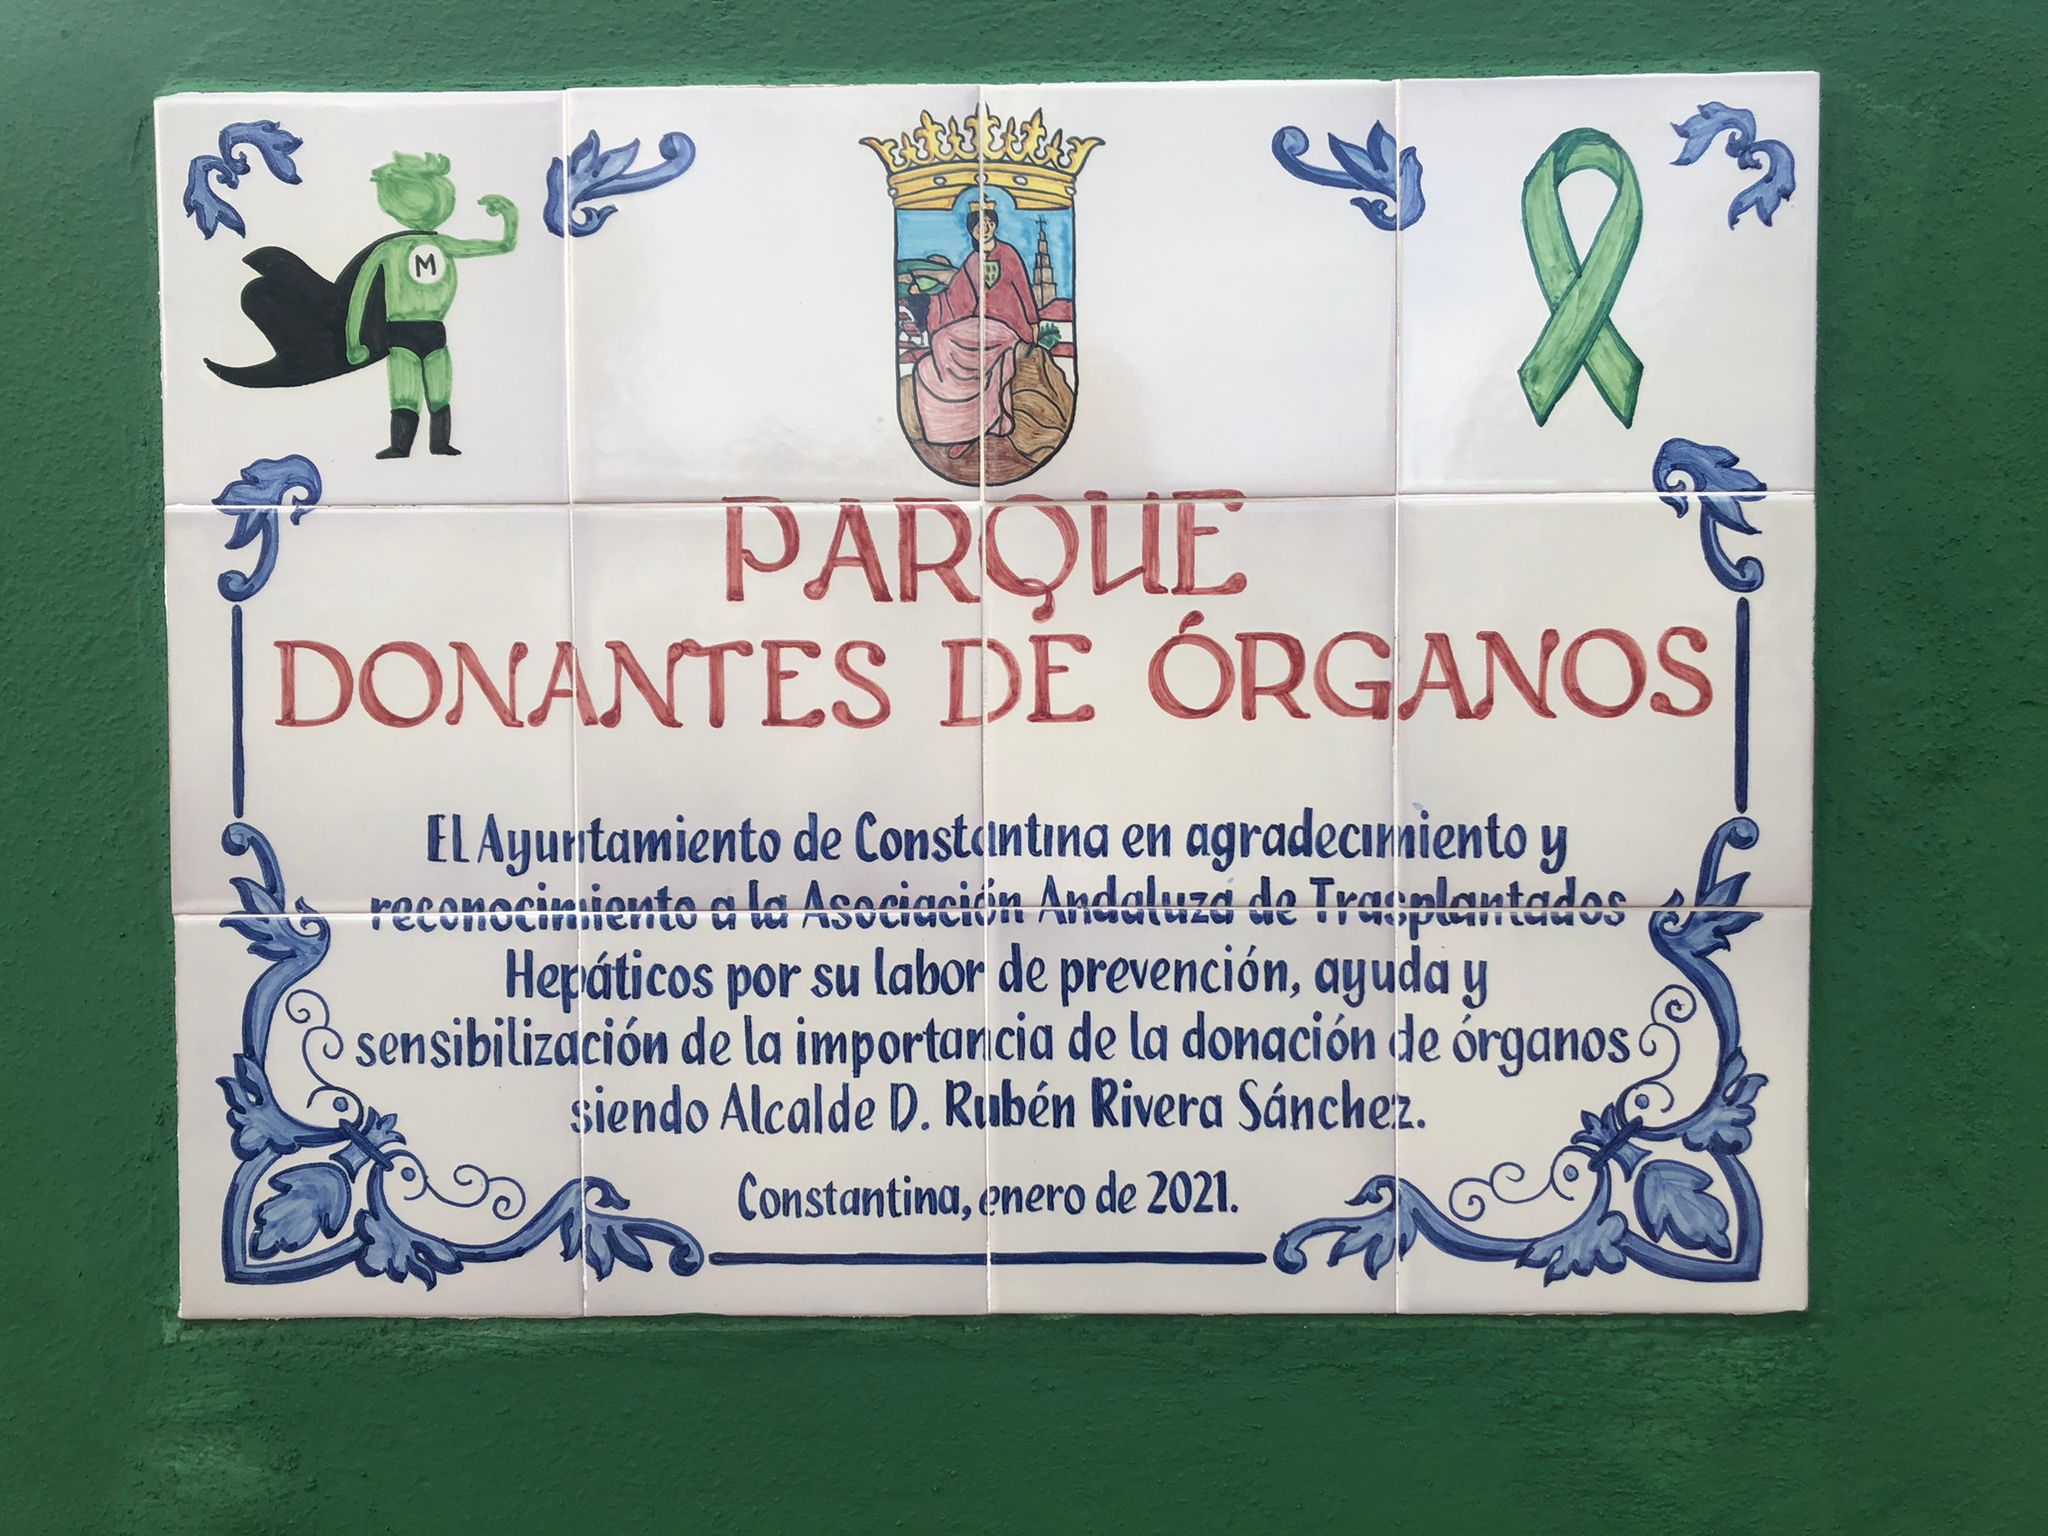 M
PARQUE
DONANTES DE ÓRGANOS
El Ayuntamiento de Constantina en agradecimiento y
reconocimiento a la Asociación Andaluza de Trasplantados
Hepáticos por su labor de prevención, ayuda y
sensibilización de la importancia de la donación de órganos
siendo Alcalde D. Rubén Rivera Sánchez.
Constantina, enero de 2021.